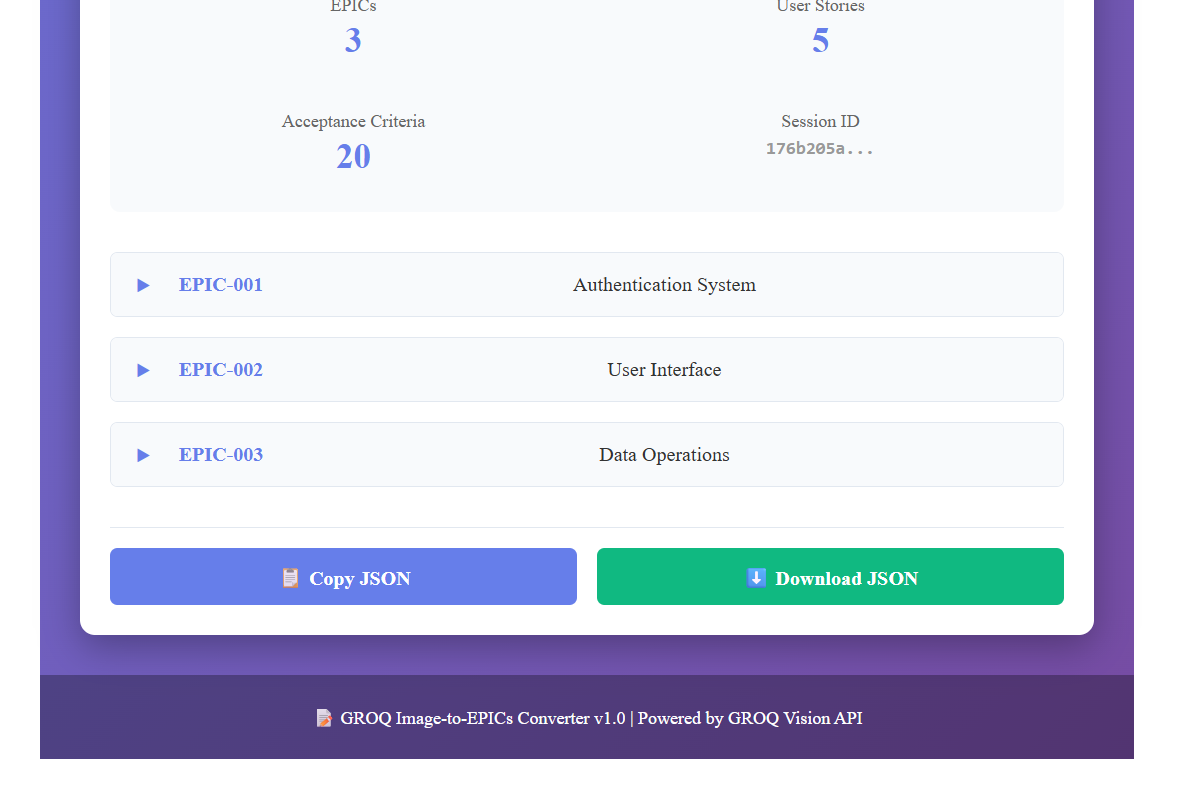 EPICs
User Stories
3
5
Acceptance Criteria
Session ID
20
176b205a...
▶ EPIC-001 Authentication System
▶ EPIC-002 User Interface
▶ EPIC-003 Data Operations
📋 Copy JSON
⬇️ Download JSON
📝 GROQ Image-to-EPICs Converter v1.0 | Powered by GROQ Vision API